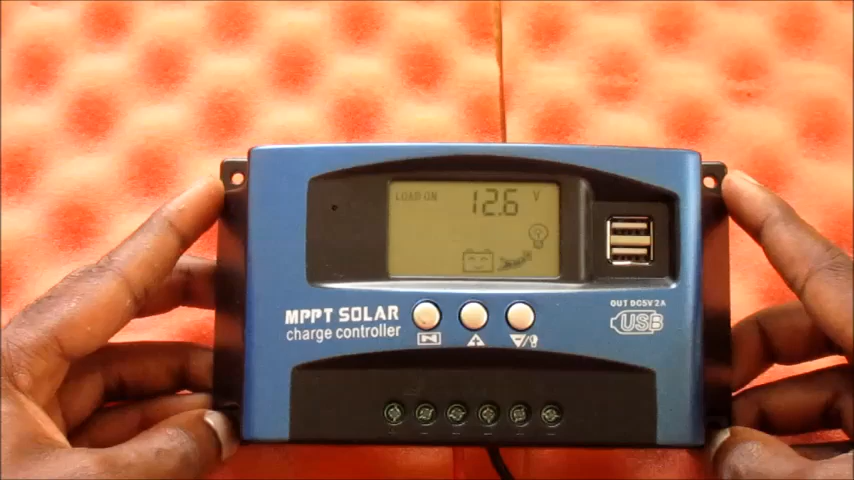 LOAD ON
12.6 V
MPPT SOLAR
charge controller
OUT DC5V 2A
USB